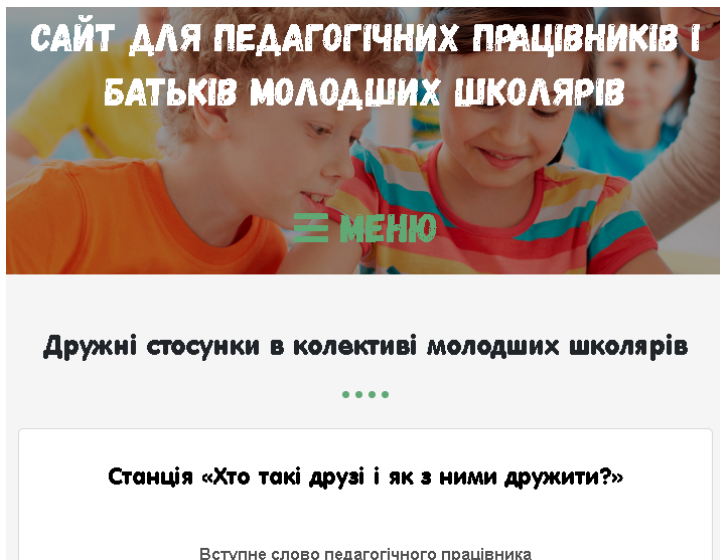 САЙТ ДЛЯ ПЕДАГОГІЧНИХ ПРАЦІВНИКІВ І
БАТЬКІВ МОЛОДШИХ ШКОЛЯРІВ
МЕНЮ
Дружні стосунки в колективі молодших школярів
Станція «Хто такі друзі і як з ними дружити?»
Вступне слово педагогічного працівника